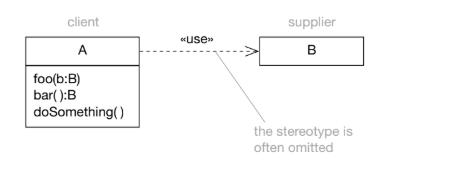 client
supplier
«use»
A
B
foo(b:B)
bar( ):B
doSomething( )
the stereotype is
often omitted